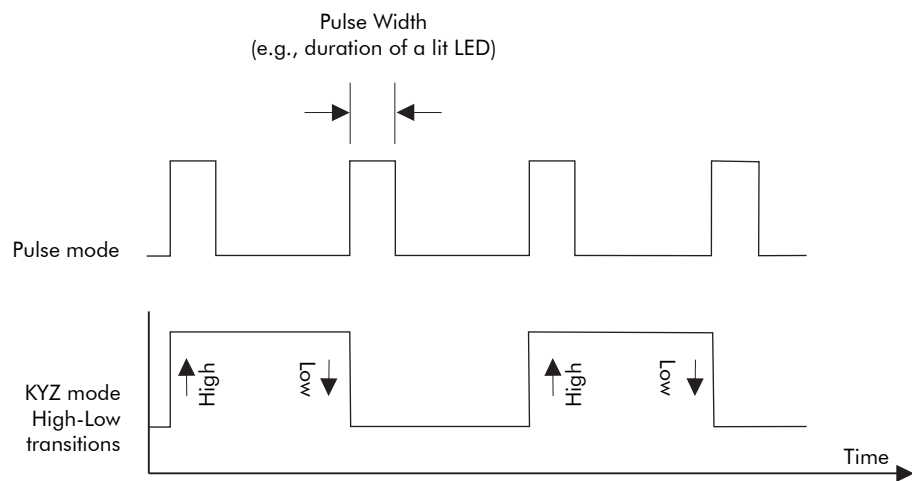 Pulse Width
(e.g., duration of a lit LED)
Pulse mode
High
Low
High
Low
KYZ mode
High-Low
transitions
Time